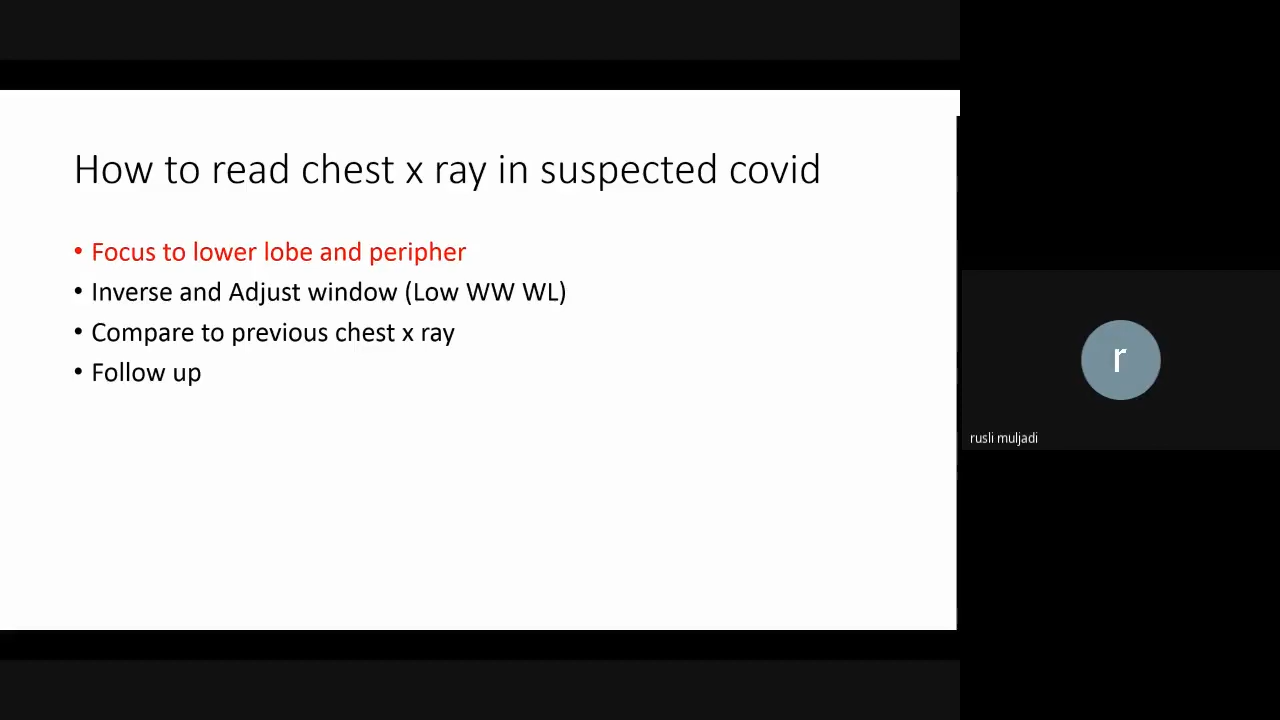 How to read chest x ray in suspected covid
• Focus to lower lobe and peripher
• Inverse and Adjust window (Low WW WL)
• Compare to previous chest x ray
• Follow up
r
rusli muljadi